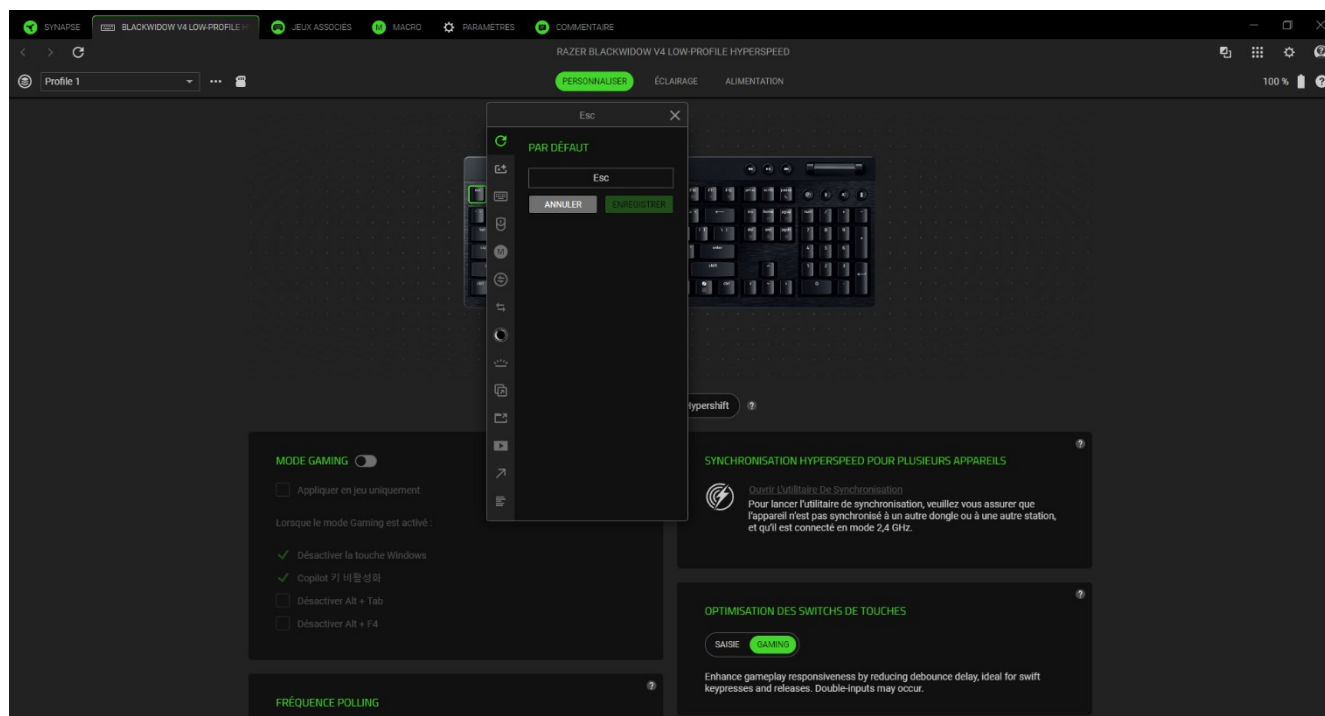 SYNAPSE
BLACKWIDOW V4 LOW-PROFILE H
JEUX ASSOCIÉS
MACRO
PARAMÈTRES
COMMENTAIRE
RAZER BLACKWIDOW V4 LOW-PROFILE HYPERSPEED
Profile 1
PERSONNALISER
ÉCLAIRAGE
ALIMENTATION
100 %
Esc
PAR DÉFAUT
Esc
ANNULER
ENREGISTRER
Hypershift
MODE GAMING
Appliquer en jeu uniquement
Lorsque le mode Gaming est activé :
Désactiver la touche Windows
Copilot 키 비활성화
Désactiver Alt + Tab
Désactiver Alt + F4
FRÉQUENCE POLLING
SYNCHRONISATION HYPERSPEED POUR PLUSIEURS APPAREILS
Ouvrir L'utilitaire De Synchronisation
Pour lancer l'utilitaire de synchronisation, veuillez vous assurer que
l'appareil n'est pas synchronisé à un autre dongle ou à une autre station,
et qu'il est connecté en mode 2,4 GHz.
OPTIMISATION DES SWITCHS DE TOUCHES
SAISIE
GAMING
Enhance gameplay responsiveness by reducing debounce delay, ideal for swift
keypresses and releases. Double-inputs may occur.